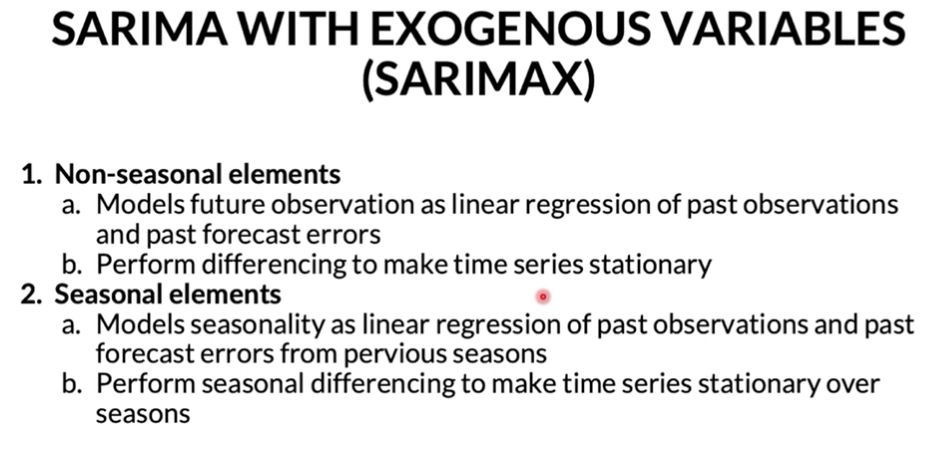 SARIMA WITH EXOGENOUS VARIABLES
(SARIMAX)
1. Non-seasonal elements
a. Models future observation as linear regression of past observations
and past forecast errors
b. Perform differencing to make time series stationary
2. Seasonal elements
a. Models seasonality as linear regression of past observations and past
forecast errors from pervious seasons
b. Perform seasonal differencing to make time series stationary over
seasons